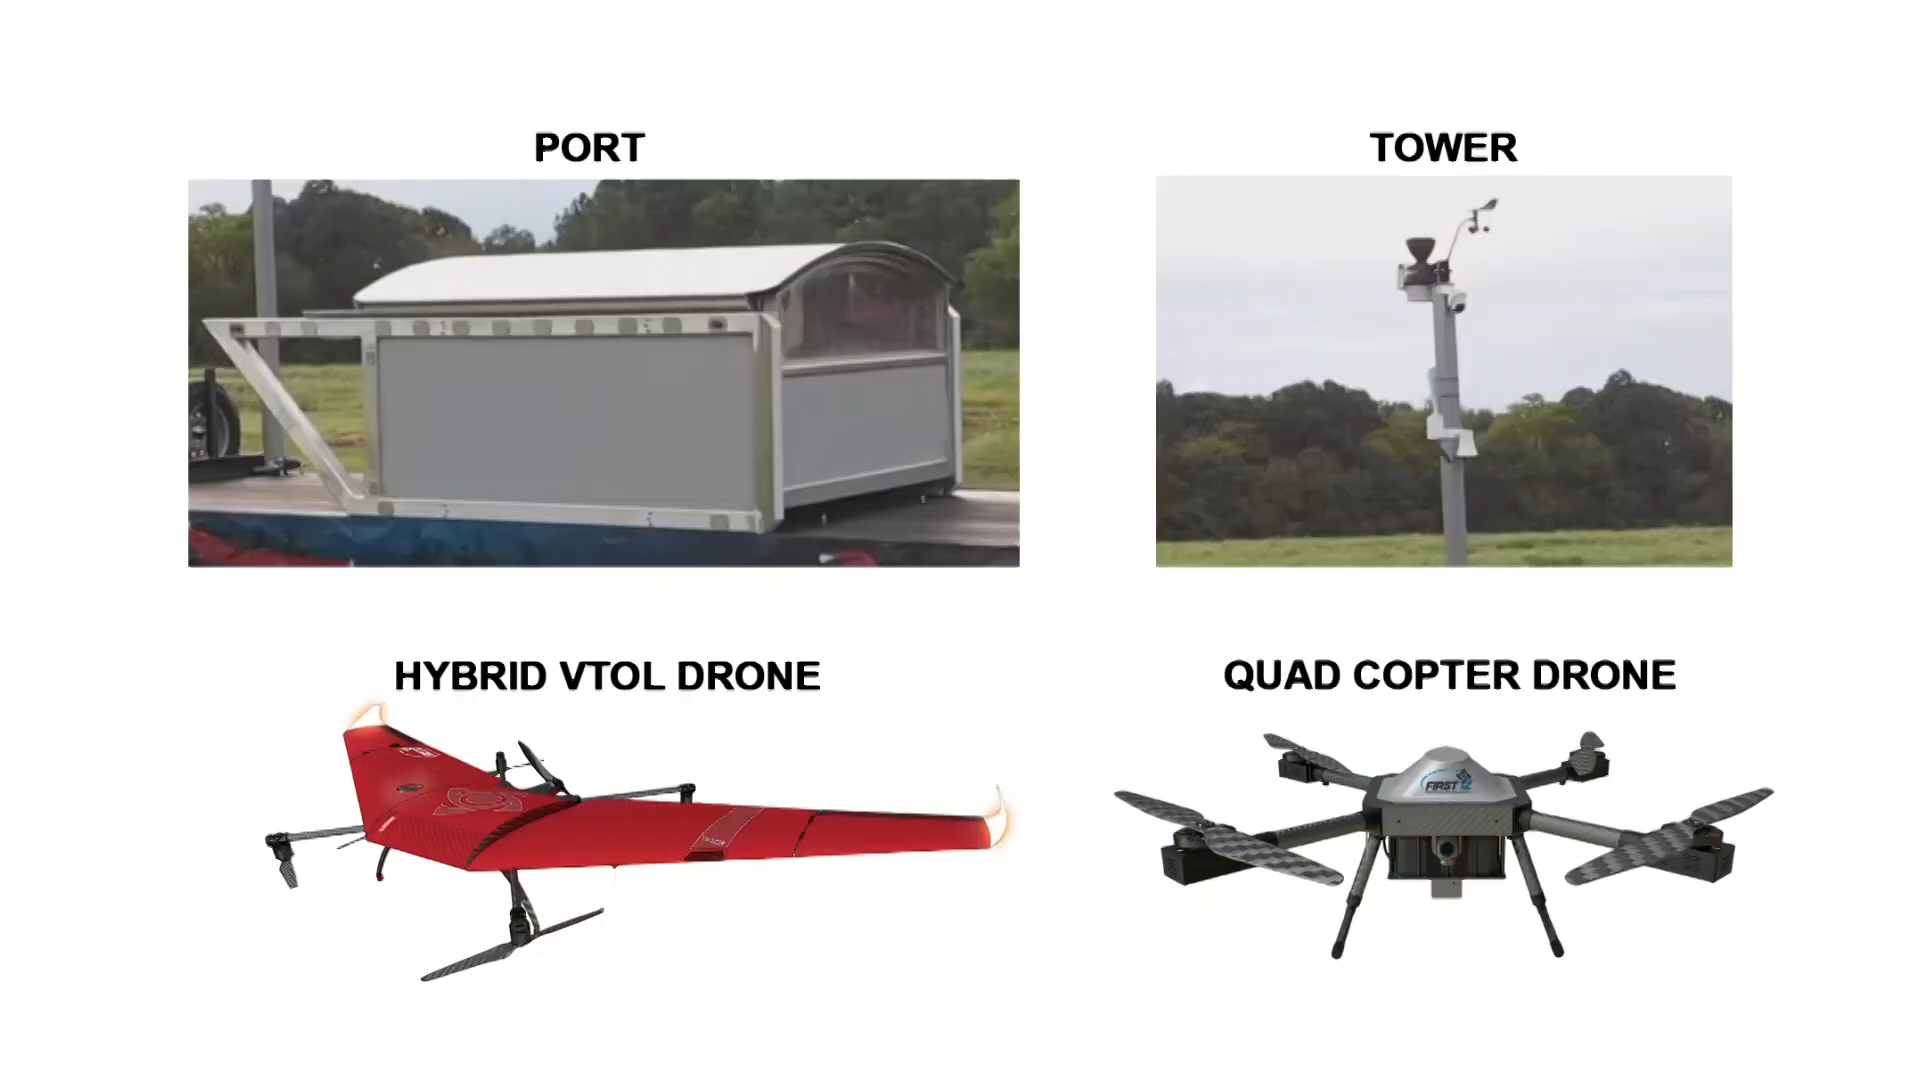 PORT
TOWER
HYBRID VTOL DRONE
QUAD COPTER DRONE
FIRST